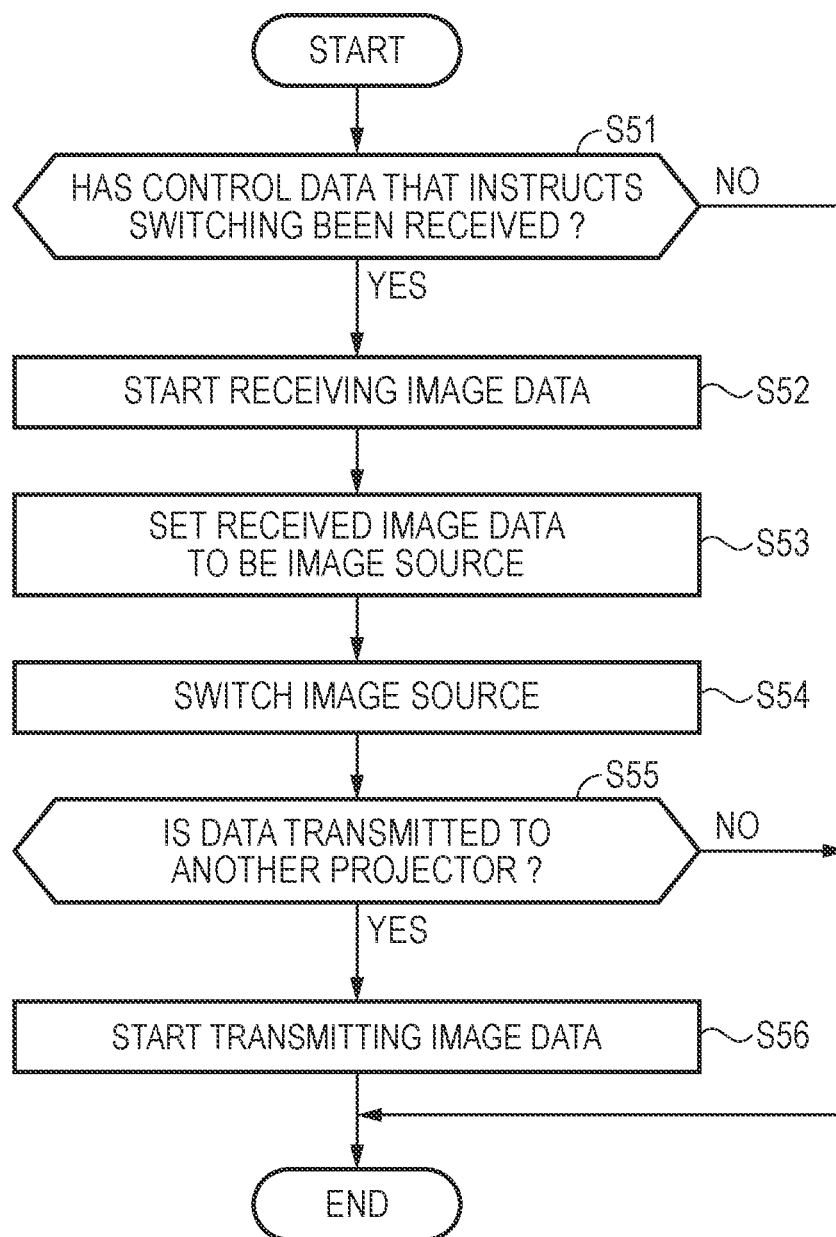 START
S51
HAS CONTROL DATA THAT INSTRUCTS
SWITCHING BEEN RECEIVED ?
NO
YES
START RECEIVING IMAGE DATA
S52
SET RECEIVED IMAGE DATA
TO BE IMAGE SOURCE
S53
SWITCH IMAGE SOURCE
S54
S55
IS DATA TRANSMITTED TO
ANOTHER PROJECTOR ?
NO
YES
START TRANSMITTING IMAGE DATA
S56
END